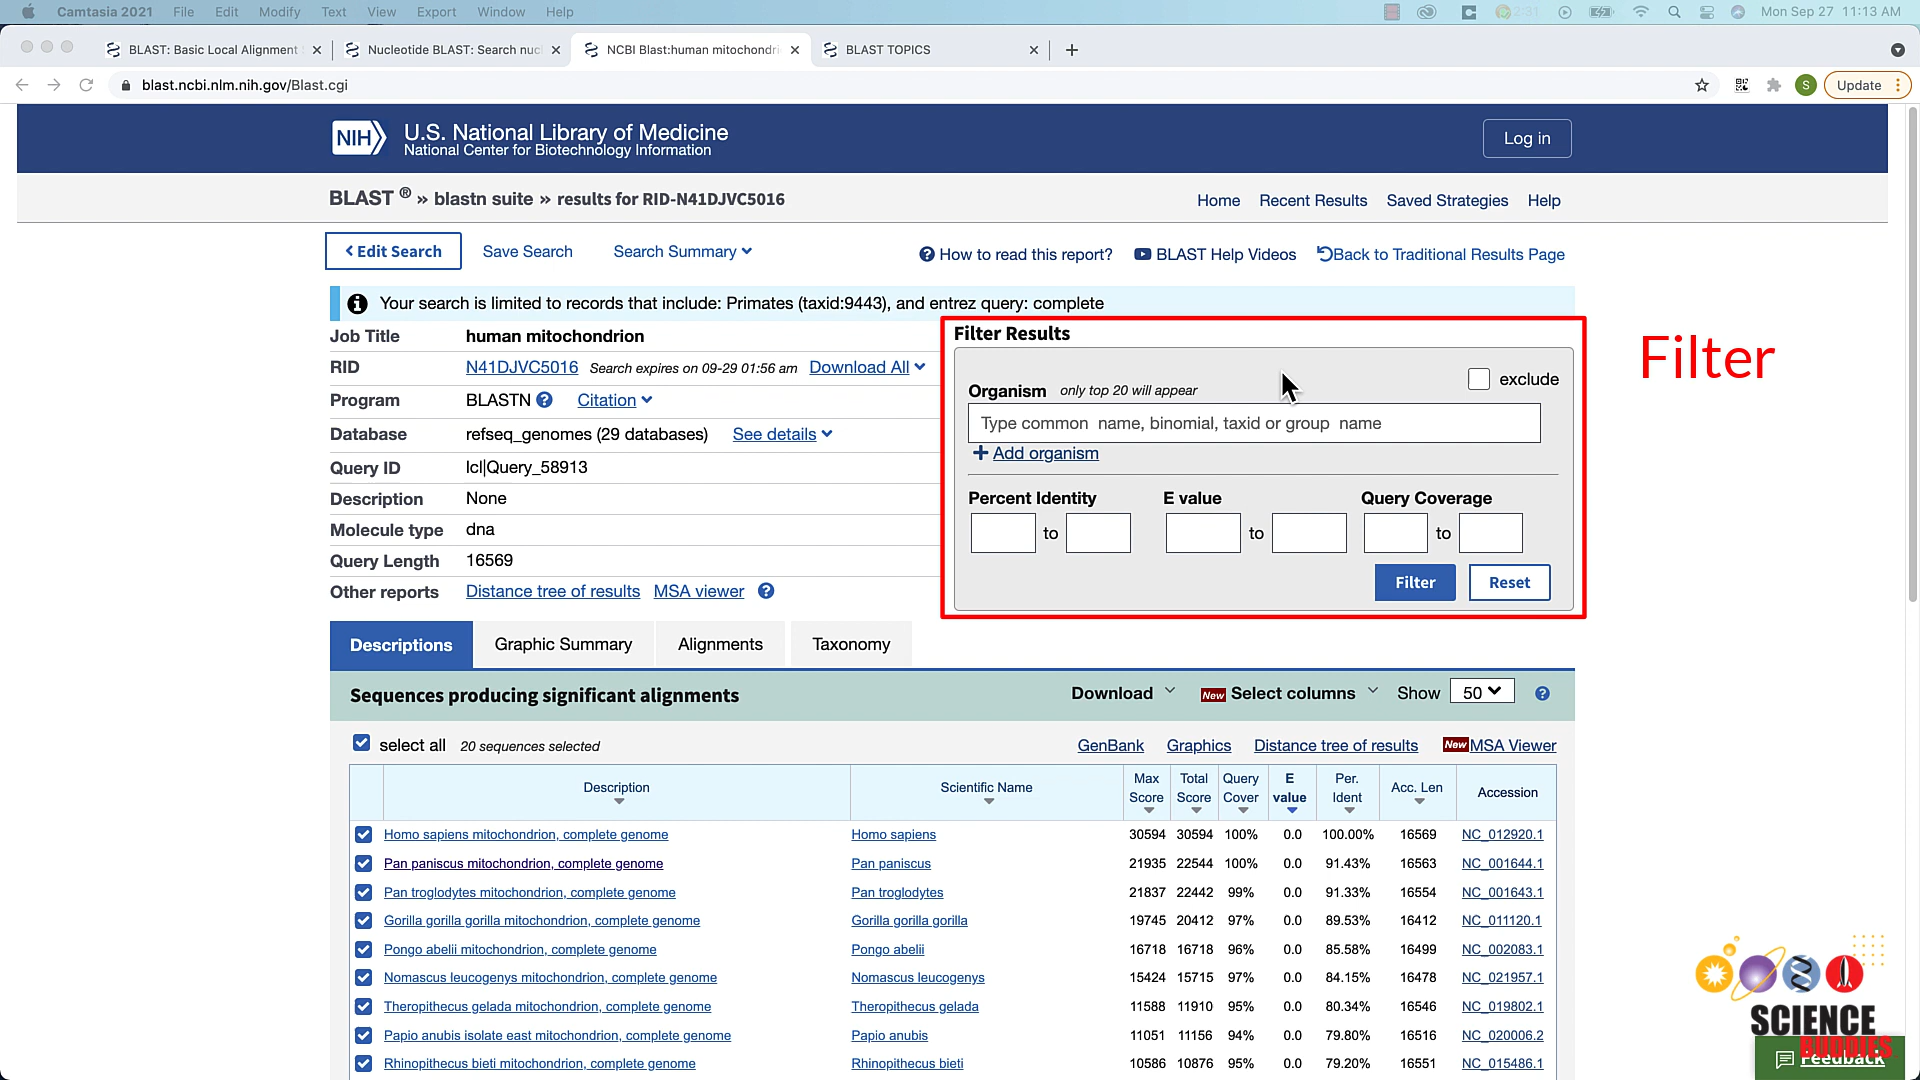 Camtasia 2021 File Edit Modify Text View Export Window Help 2:31 Mon Sep 27 11:13 AM
BLAST: Basic Local Alignment Nucleotide BLAST: Search nuc NCBI Blast:human mitochondri BLAST TOPICS
blast.ncbi.nlm.nih.gov/Blast.cgi S Update
NIH U.S. National Library of Medicine Log in
National Center for Biotechnology Information
BLAST ® » blastn suite » results for RID-N41DJVC5016 Home Recent Results Saved Strategies Help
Edit Search Save Search Search Summary How to read this report? BLAST Help Videos Back to Traditional Results Page
Your search is limited to records that include: Primates (taxid:9443), and entrez query: complete
Job Title human mitochondrion
RID N41DJVC5016 Search expires on 09-29 01:56 am Download All
Program BLASTN Citation
Database refseq_genomes (29 databases) See details
Query ID lcl|Query_58913
Description None
Molecule type dna
Query Length 16569
Other reports Distance tree of results MSA viewer
Filter Results
Filter
exclude
Organism only top 20 will appear
Type common name, binomial, taxid or group name
Add organism
Percent Identity E value Query Coverage
to to to
Filter Reset
Descriptions Graphic Summary Alignments Taxonomy
Sequences producing significant alignments Download New Select columns Show 50
select all 20 sequences selected GenBank Graphics Distance tree of results New MSA Viewer
Description Scientific Name Max Score Total Score Query Cover E value Per. Ident Acc. Len Accession
Homo sapiens mitochondrion, complete genome Homo sapiens 30594 30594 100% 0.0 100.00% 16569 NC_012920.1
Pan paniscus mitochondrion, complete genome Pan paniscus 21935 22544 100% 0.0 91.43% 16563 NC_001644.1
Pan troglodytes mitochondrion, complete genome Pan troglodytes 21837 22442 99% 0.0 91.33% 16554 NC_001643.1
Gorilla gorilla gorilla mitochondrion, complete genome Gorilla gorilla gorilla 19745 20412 97% 0.0 89.53% 16412 NC_011120.1
Pongo abelii mitochondrion, complete genome Pongo abelii 16718 16718 96% 0.0 85.58% 16499 NC_002083.1
Nomascus leucogenys mitochondrion, complete genome Nomascus leucogenys 15424 15715 97% 0.0 84.15% 16478 NC_021957.1
Theropithecus gelada mitochondrion, complete genome Theropithecus gelada 11588 11910 95% 0.0 80.34% 16546 NC_019802.1
Papio anubis isolate east mitochondrion, complete genome Papio anubis 11051 11156 94% 0.0 79.80% 16516 NC_020006.2
Rhinopithecus bieti mitochondrion, complete genome Rhinopithecus bieti 10586 10876 95% 0.0 79.20% 16551 NC_015486.1
SCIENCE
BUDDIES
Feedback